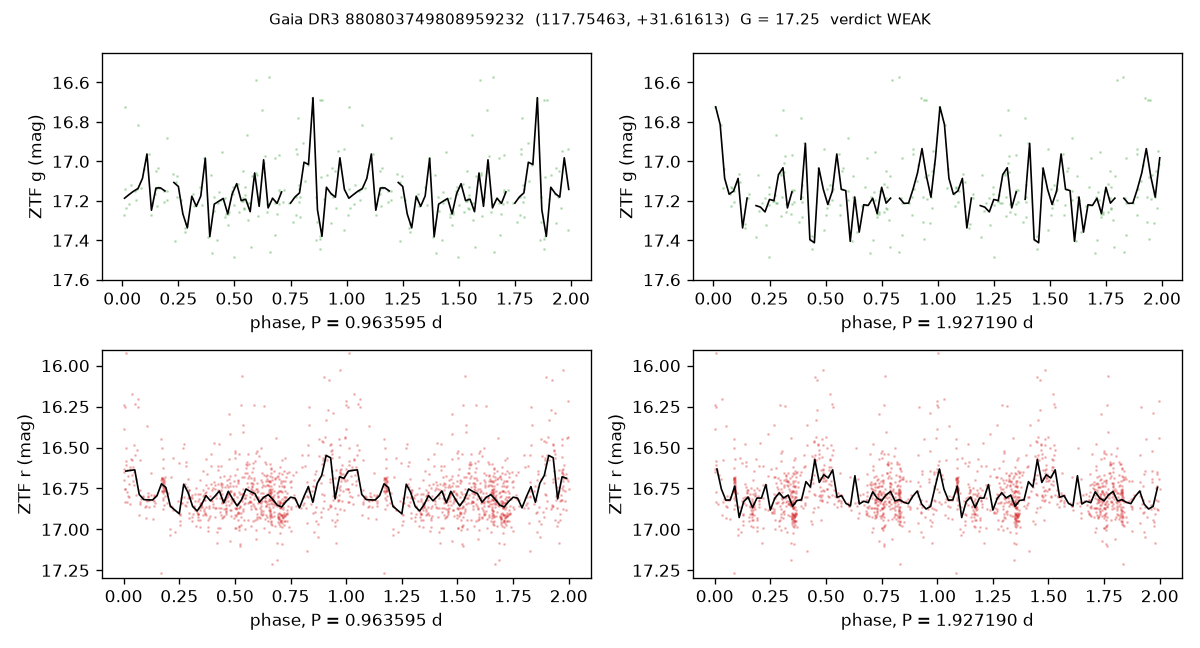 Gaia DR3 880803749808959232 (117.75463, +31.61613) G = 17.25 verdict WEAK
ZTF g (mag)
16.6
16.8
17.0
17.2
17.4
17.6
0.00 0.25 0.50 0.75 1.00 1.25 1.50 1.75 2.00
phase, P = 0.963595 d
ZTF g (mag)
16.6
16.8
17.0
17.2
17.4
17.6
0.00 0.25 0.50 0.75 1.00 1.25 1.50 1.75 2.00
phase, P = 1.927190 d
ZTF r (mag)
16.00
16.25
16.50
16.75
17.00
17.25
0.00 0.25 0.50 0.75 1.00 1.25 1.50 1.75 2.00
phase, P = 0.963595 d
ZTF r (mag)
16.00
16.25
16.50
16.75
17.00
17.25
0.00 0.25 0.50 0.75 1.00 1.25 1.50 1.75 2.00
phase, P = 1.927190 d